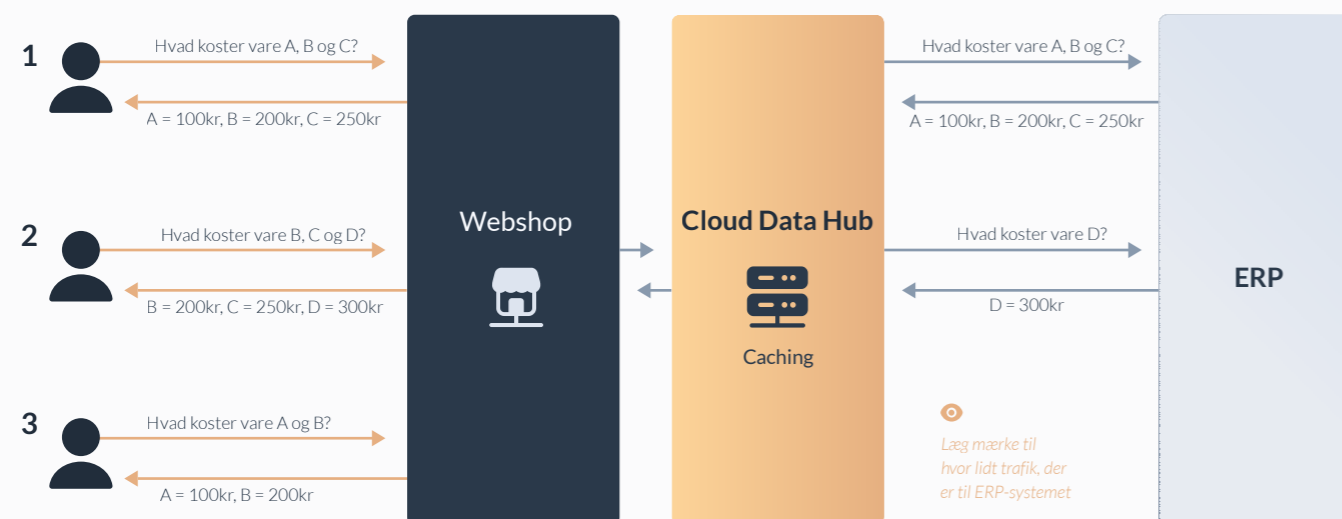 1
Hvad koster vare A, B og C?
A = 100kr, B = 200kr, C = 250kr
Hvad koster vare A, B og C?
A = 100kr, B = 200kr, C = 250kr
2
Hvad koster vare B, C og D?
B = 200kr, C = 250kr, D = 300kr
Webshop
Cloud Data Hub
Caching
Hvad koster vare D?
D = 300kr
ERP
3
Hvad koster vare A og B?
A = 100kr, B = 200kr
Læg mærke til
hvor lidt trafik, der
er til ERP-systemet